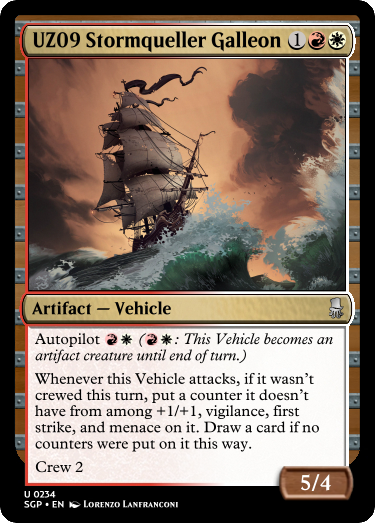 UZ09 Stormqueller Galleon 1
Artifact — Vehicle
Autopilot (: This Vehicle becomes an
artifact creature until end of turn.)
Whenever this Vehicle attacks, if it wasn't
crewed this turn, put a counter it doesn't
have from among +1/+1, vigilance, first
strike, and menace on it. Draw a card if no
counters were put on it this way.
Crew 2
5/4
U 0234
SGP • EN Lorenzo Lanfranconi